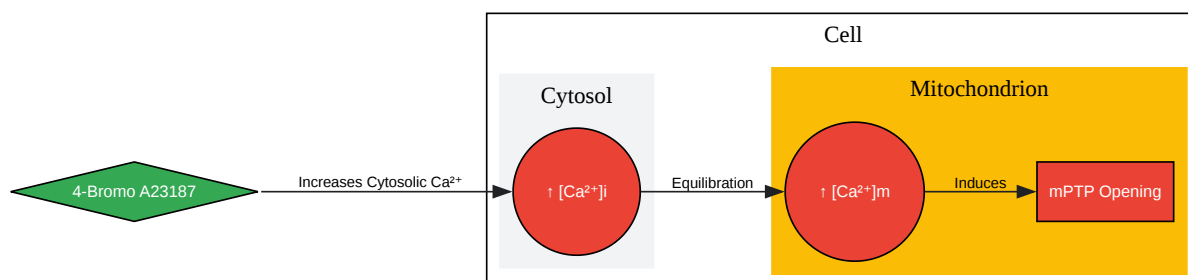 Cell
Cytosol
Mitochondrion
4-Bromo A23187
Increases Cytosolic Ca²⁺
↑ [Ca²⁺]i
Equilibration
↑ [Ca²⁺]m
Induces
mPTP Opening